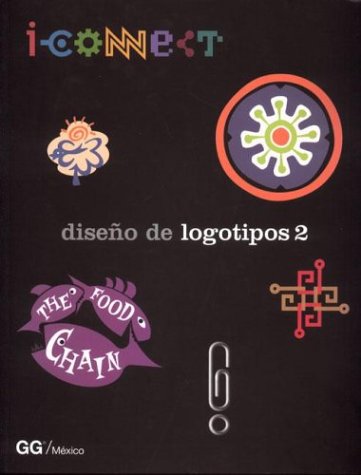 i-connect
diseño de logotipos 2
THE FOOD
CHAIN
GG®/México